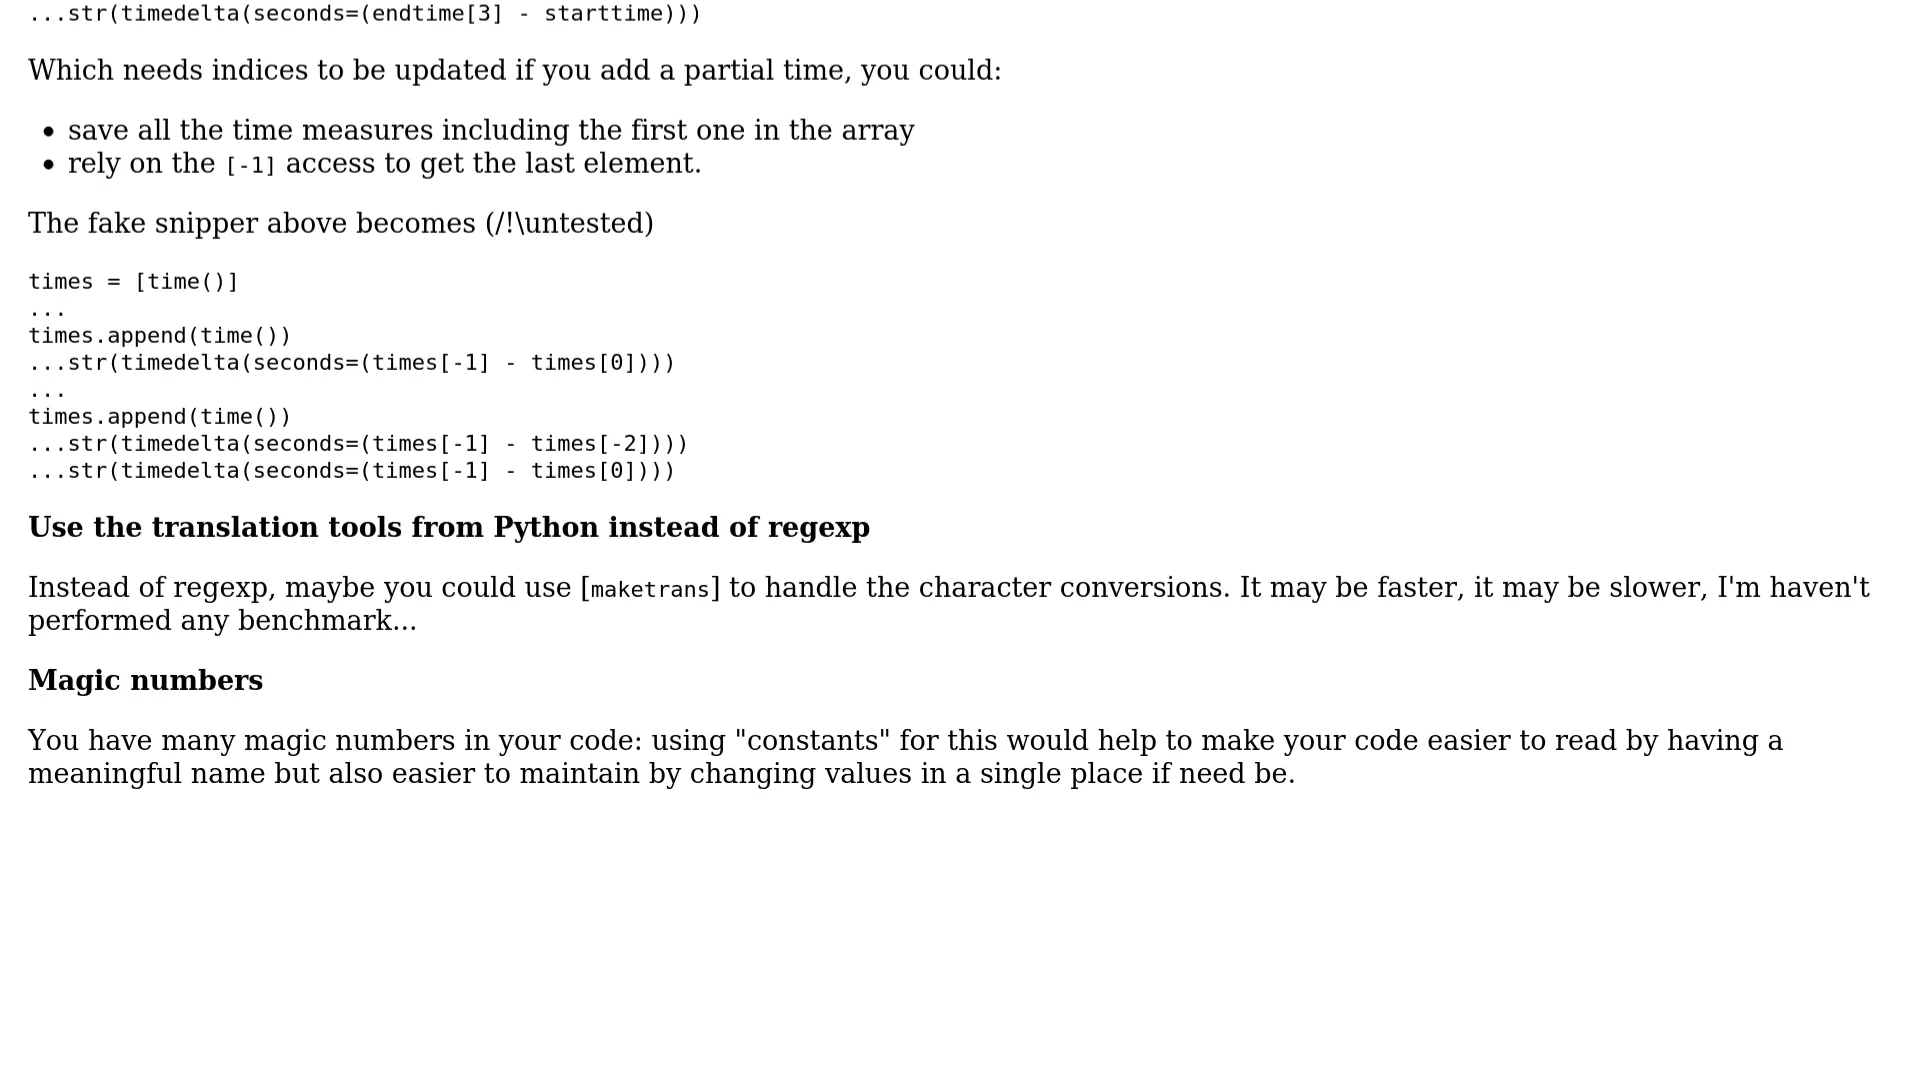 ...str(timedelta(seconds=(endtime[3] - starttime)))
Which needs indices to be updated if you add a partial time, you could:
• save all the time measures including the first one in the array
• rely on the [-1] access to get the last element.
The fake snipper above becomes (/!\untested)
times = [time()]
...
times.append(time())
...str(timedelta(seconds=(times[-1] - times[0])))
...
times.append(time())
...str(timedelta(seconds=(times[-1] - times[-2])))
...str(timedelta(seconds=(times[-1] - times[0])))
Use the translation tools from Python instead of regexp
Instead of regexp, maybe you could use [maketrans] to handle the character conversions. It may be faster, it may be slower, I'm haven't
performed any benchmark...
Magic numbers
You have many magic numbers in your code: using "constants" for this would help to make your code easier to read by having a
meaningful name but also easier to maintain by changing values in a single place if need be.